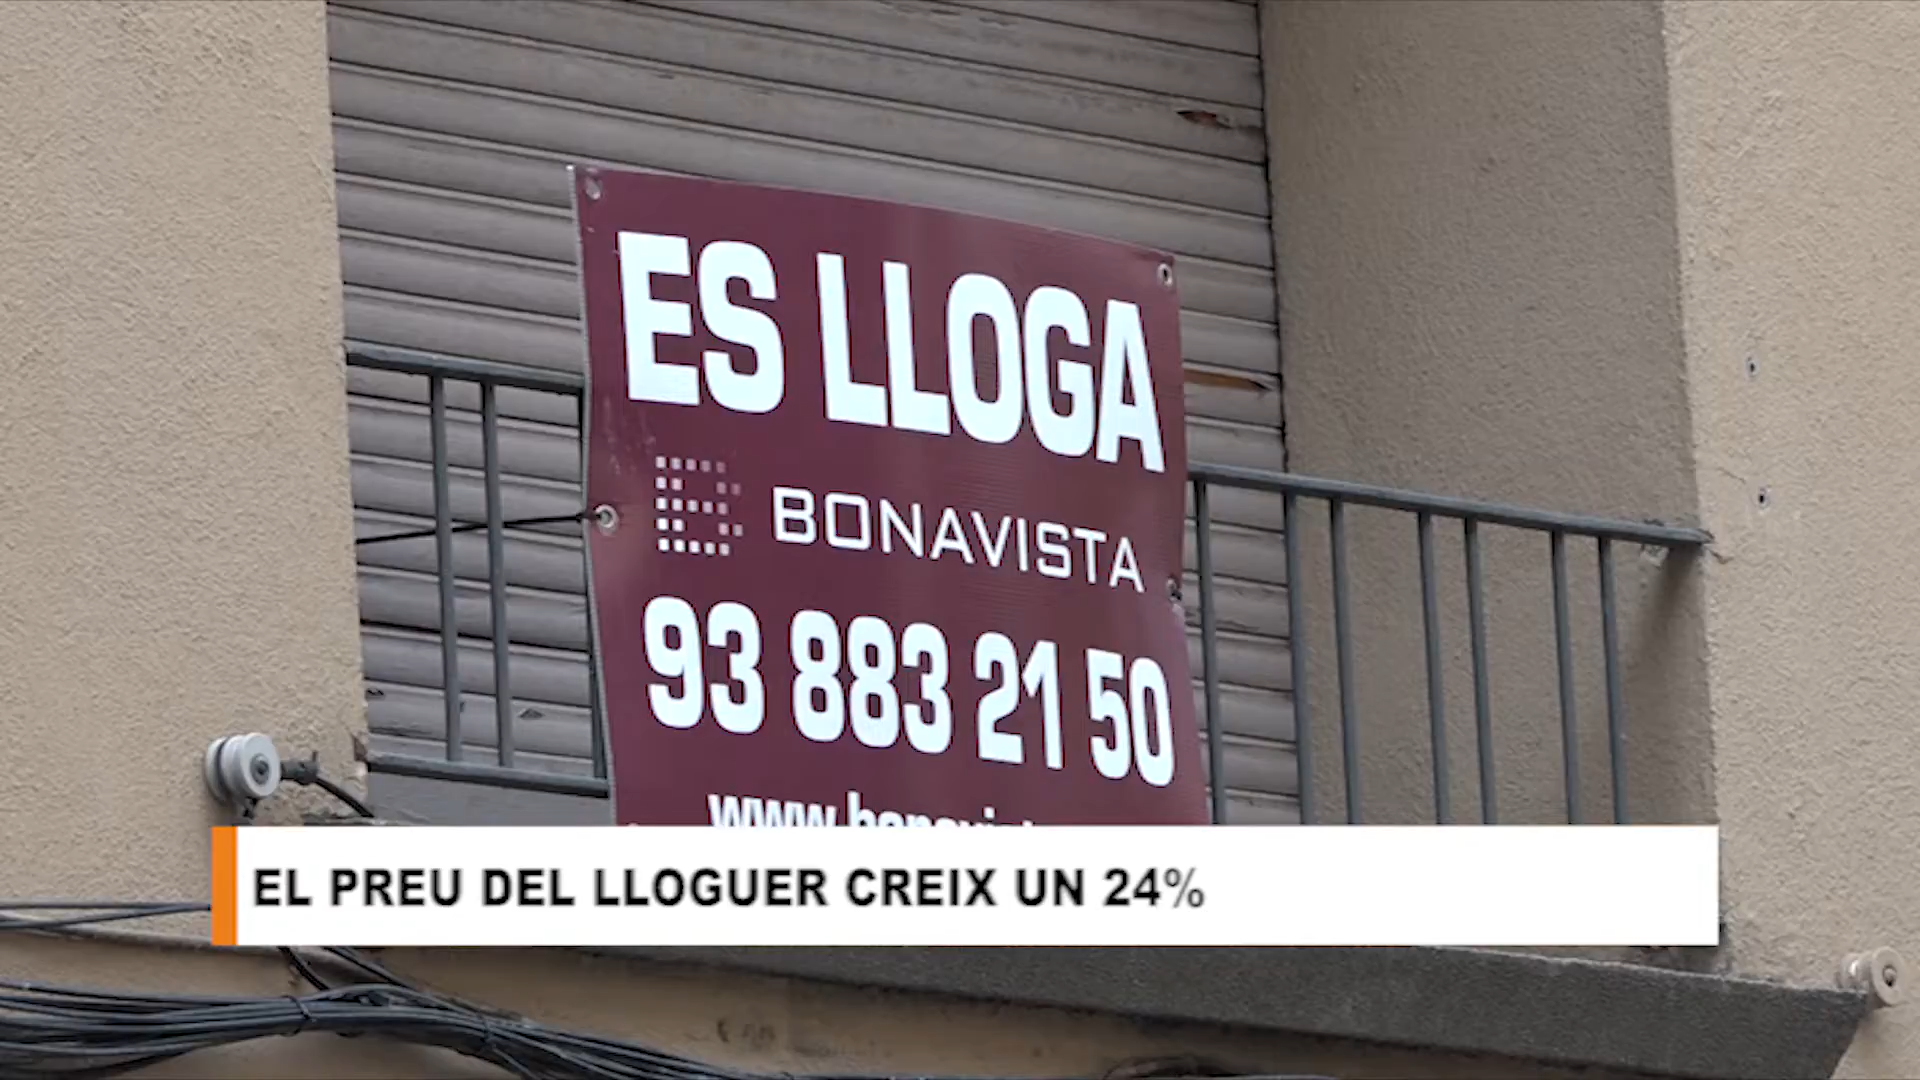 ES LLOGA
BONAVISTA
93 883 21 50
EL PREU DEL LLOGUER CREIX UN 24%